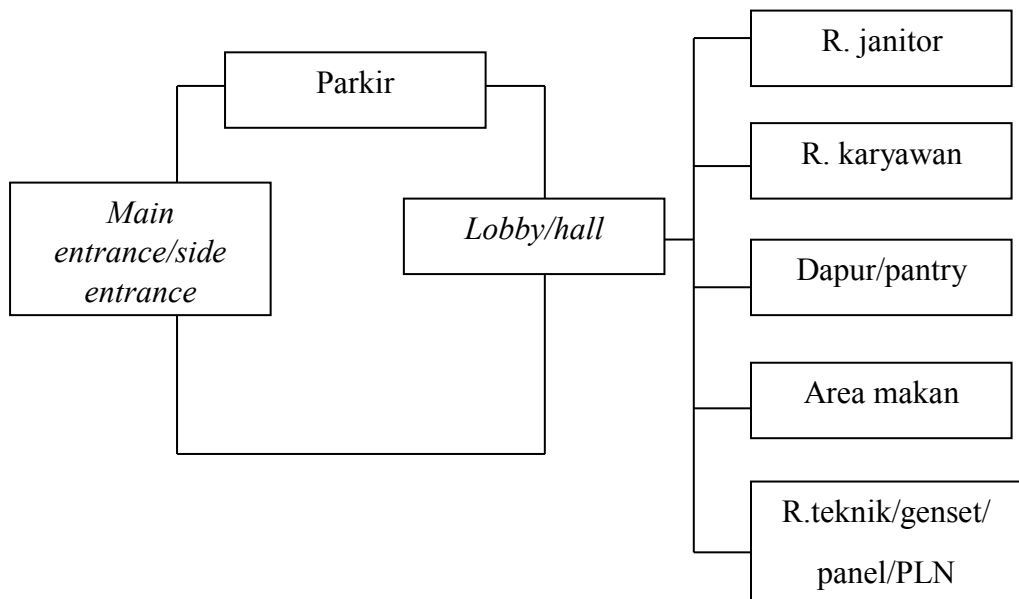 Parkir
Main
entrance/side
entrance
Lobby/hall
R. janitor
R. karyawan
Dapur/pantry
Area makan
R.teknik/genset/
panel/PLN